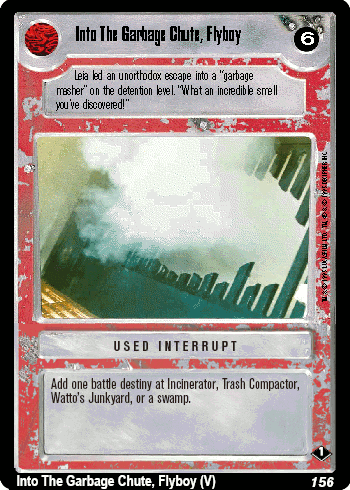 Into The Garbage Chute, Flyboy
6
Leia led an unorthodox escape into a "garbage
masher" on the detention level. "What an incredible smell
you've discovered!"
USED INTERRUPT
Add one battle destiny at Incinerator, Trash Compactor,
Watto's Junkyard, or a swamp.
1
Into The Garbage Chute, Flyboy (V)
156